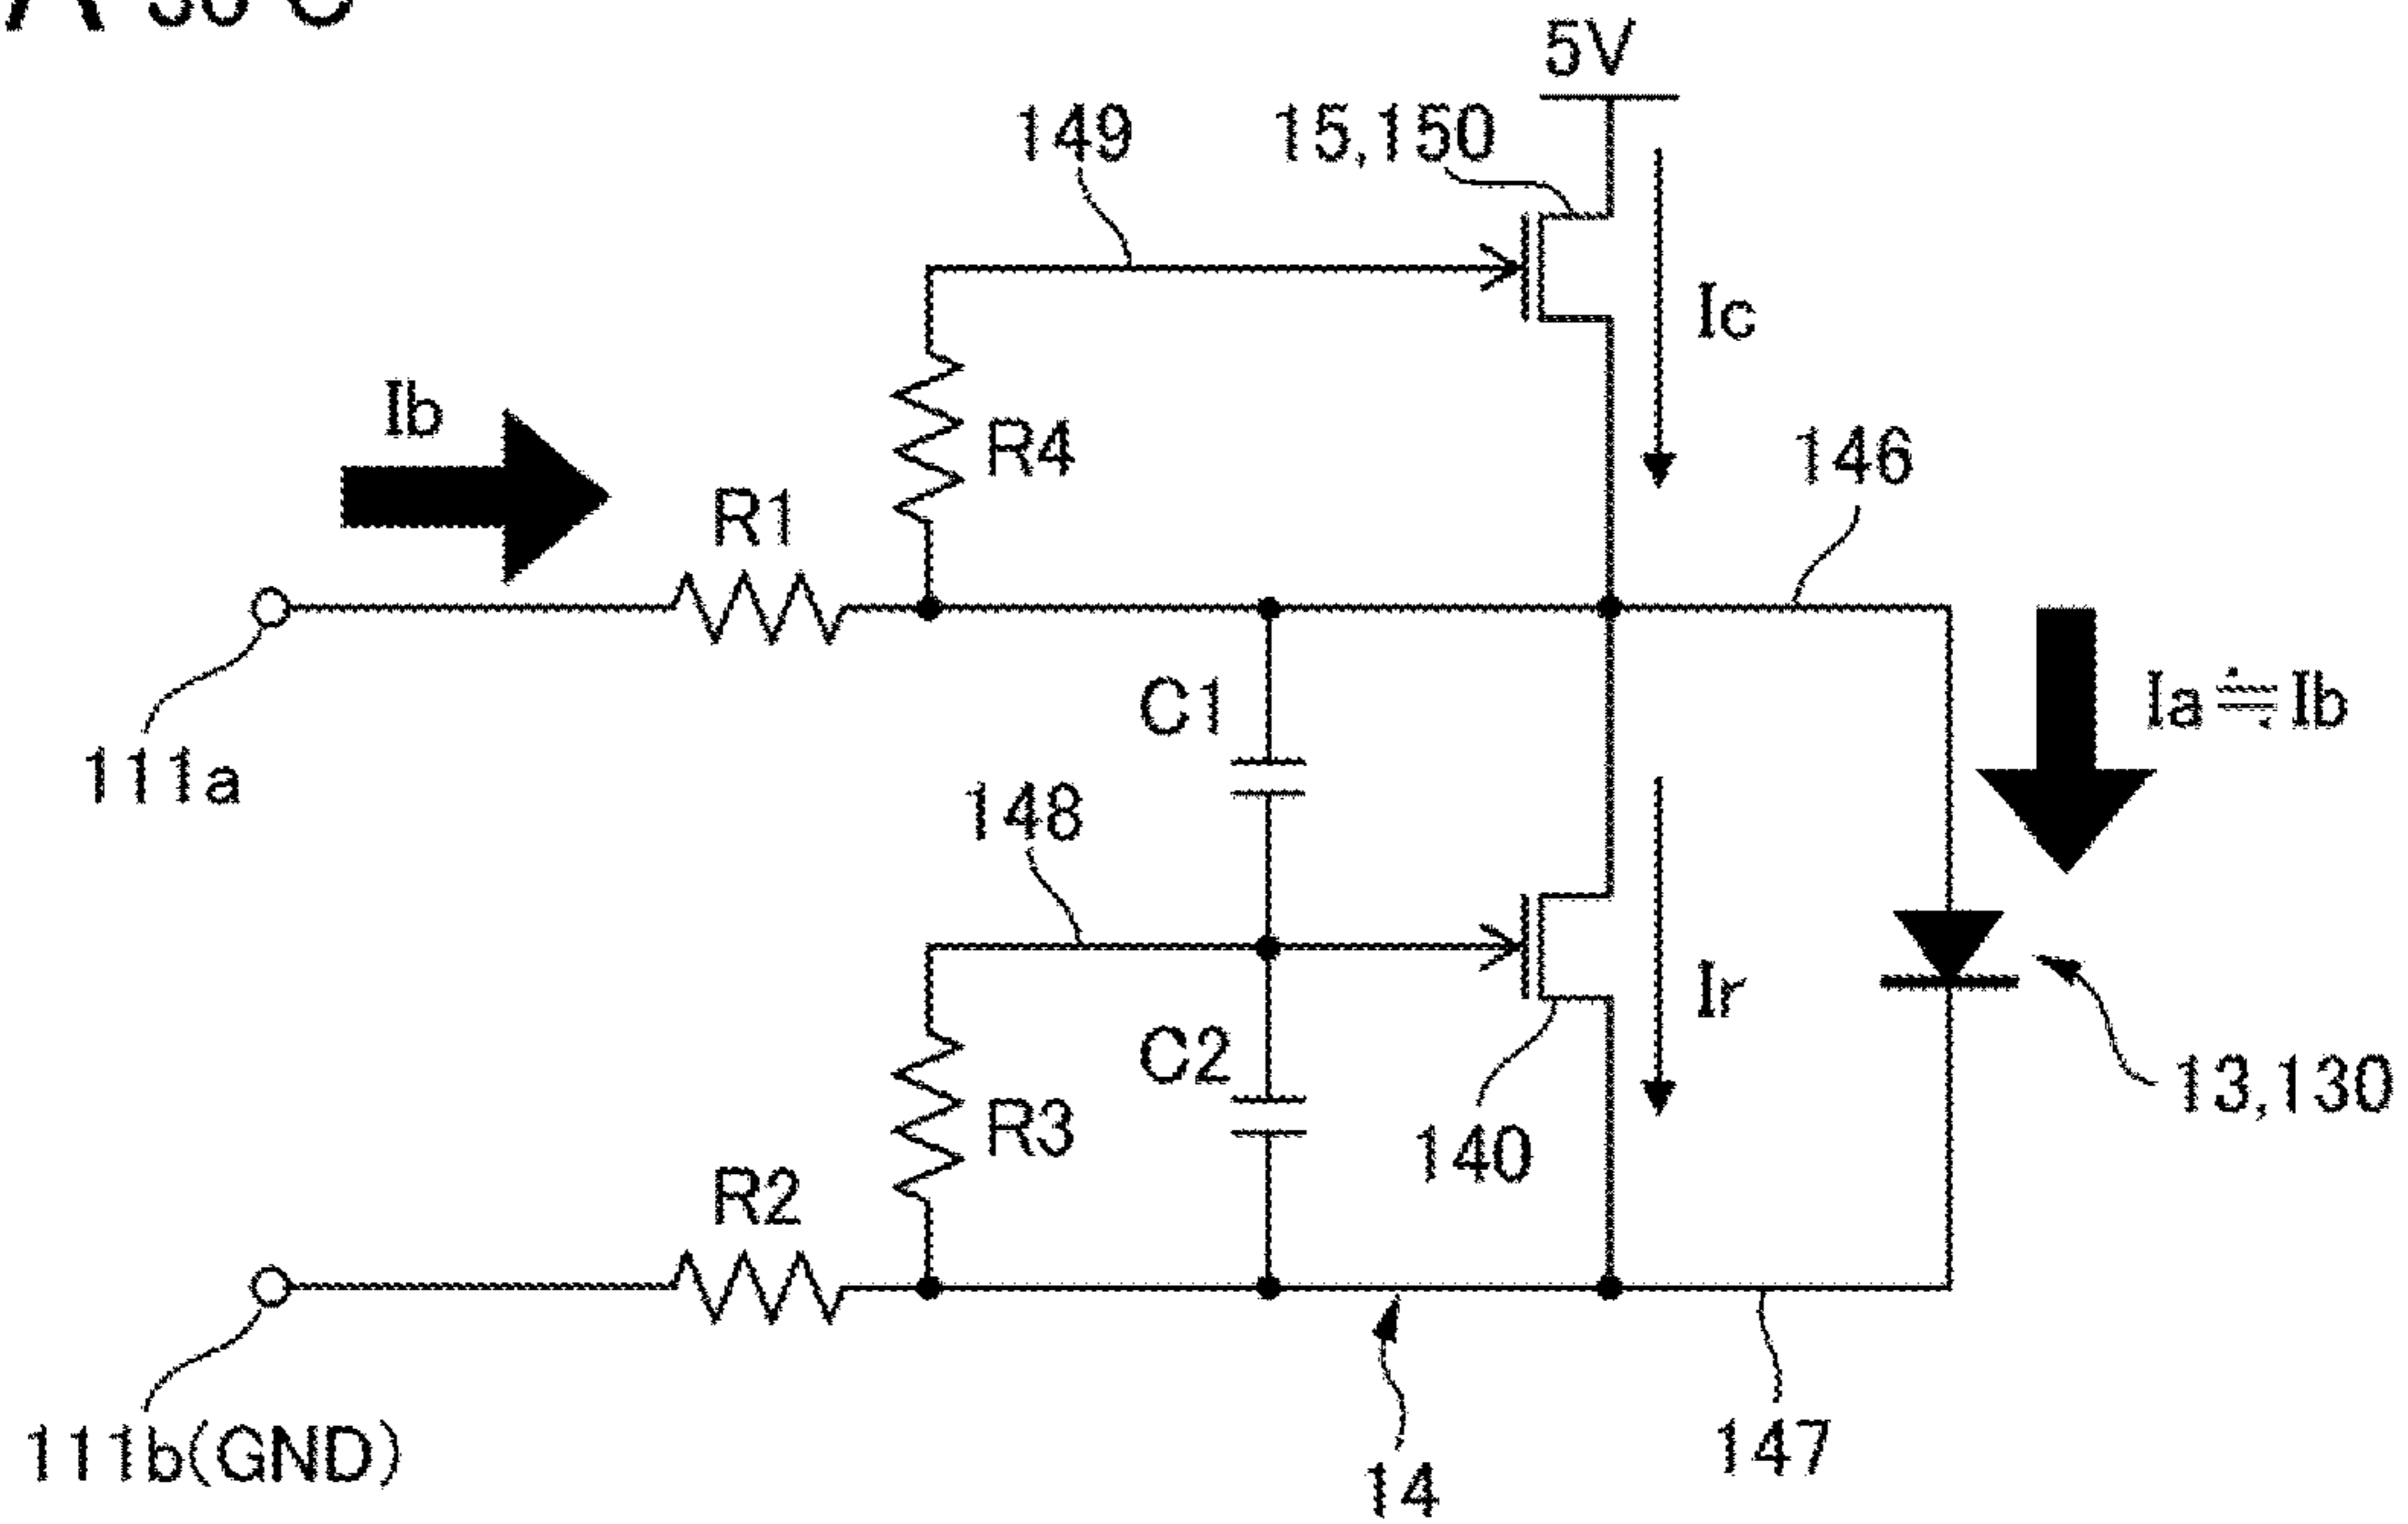 5V
149
15,150
Ic
Ib
R4
146
R1
Ia≒Ib
C1
111a
148
Ir
C2
13,130
R3
140
R2
111b(GND)
147
14